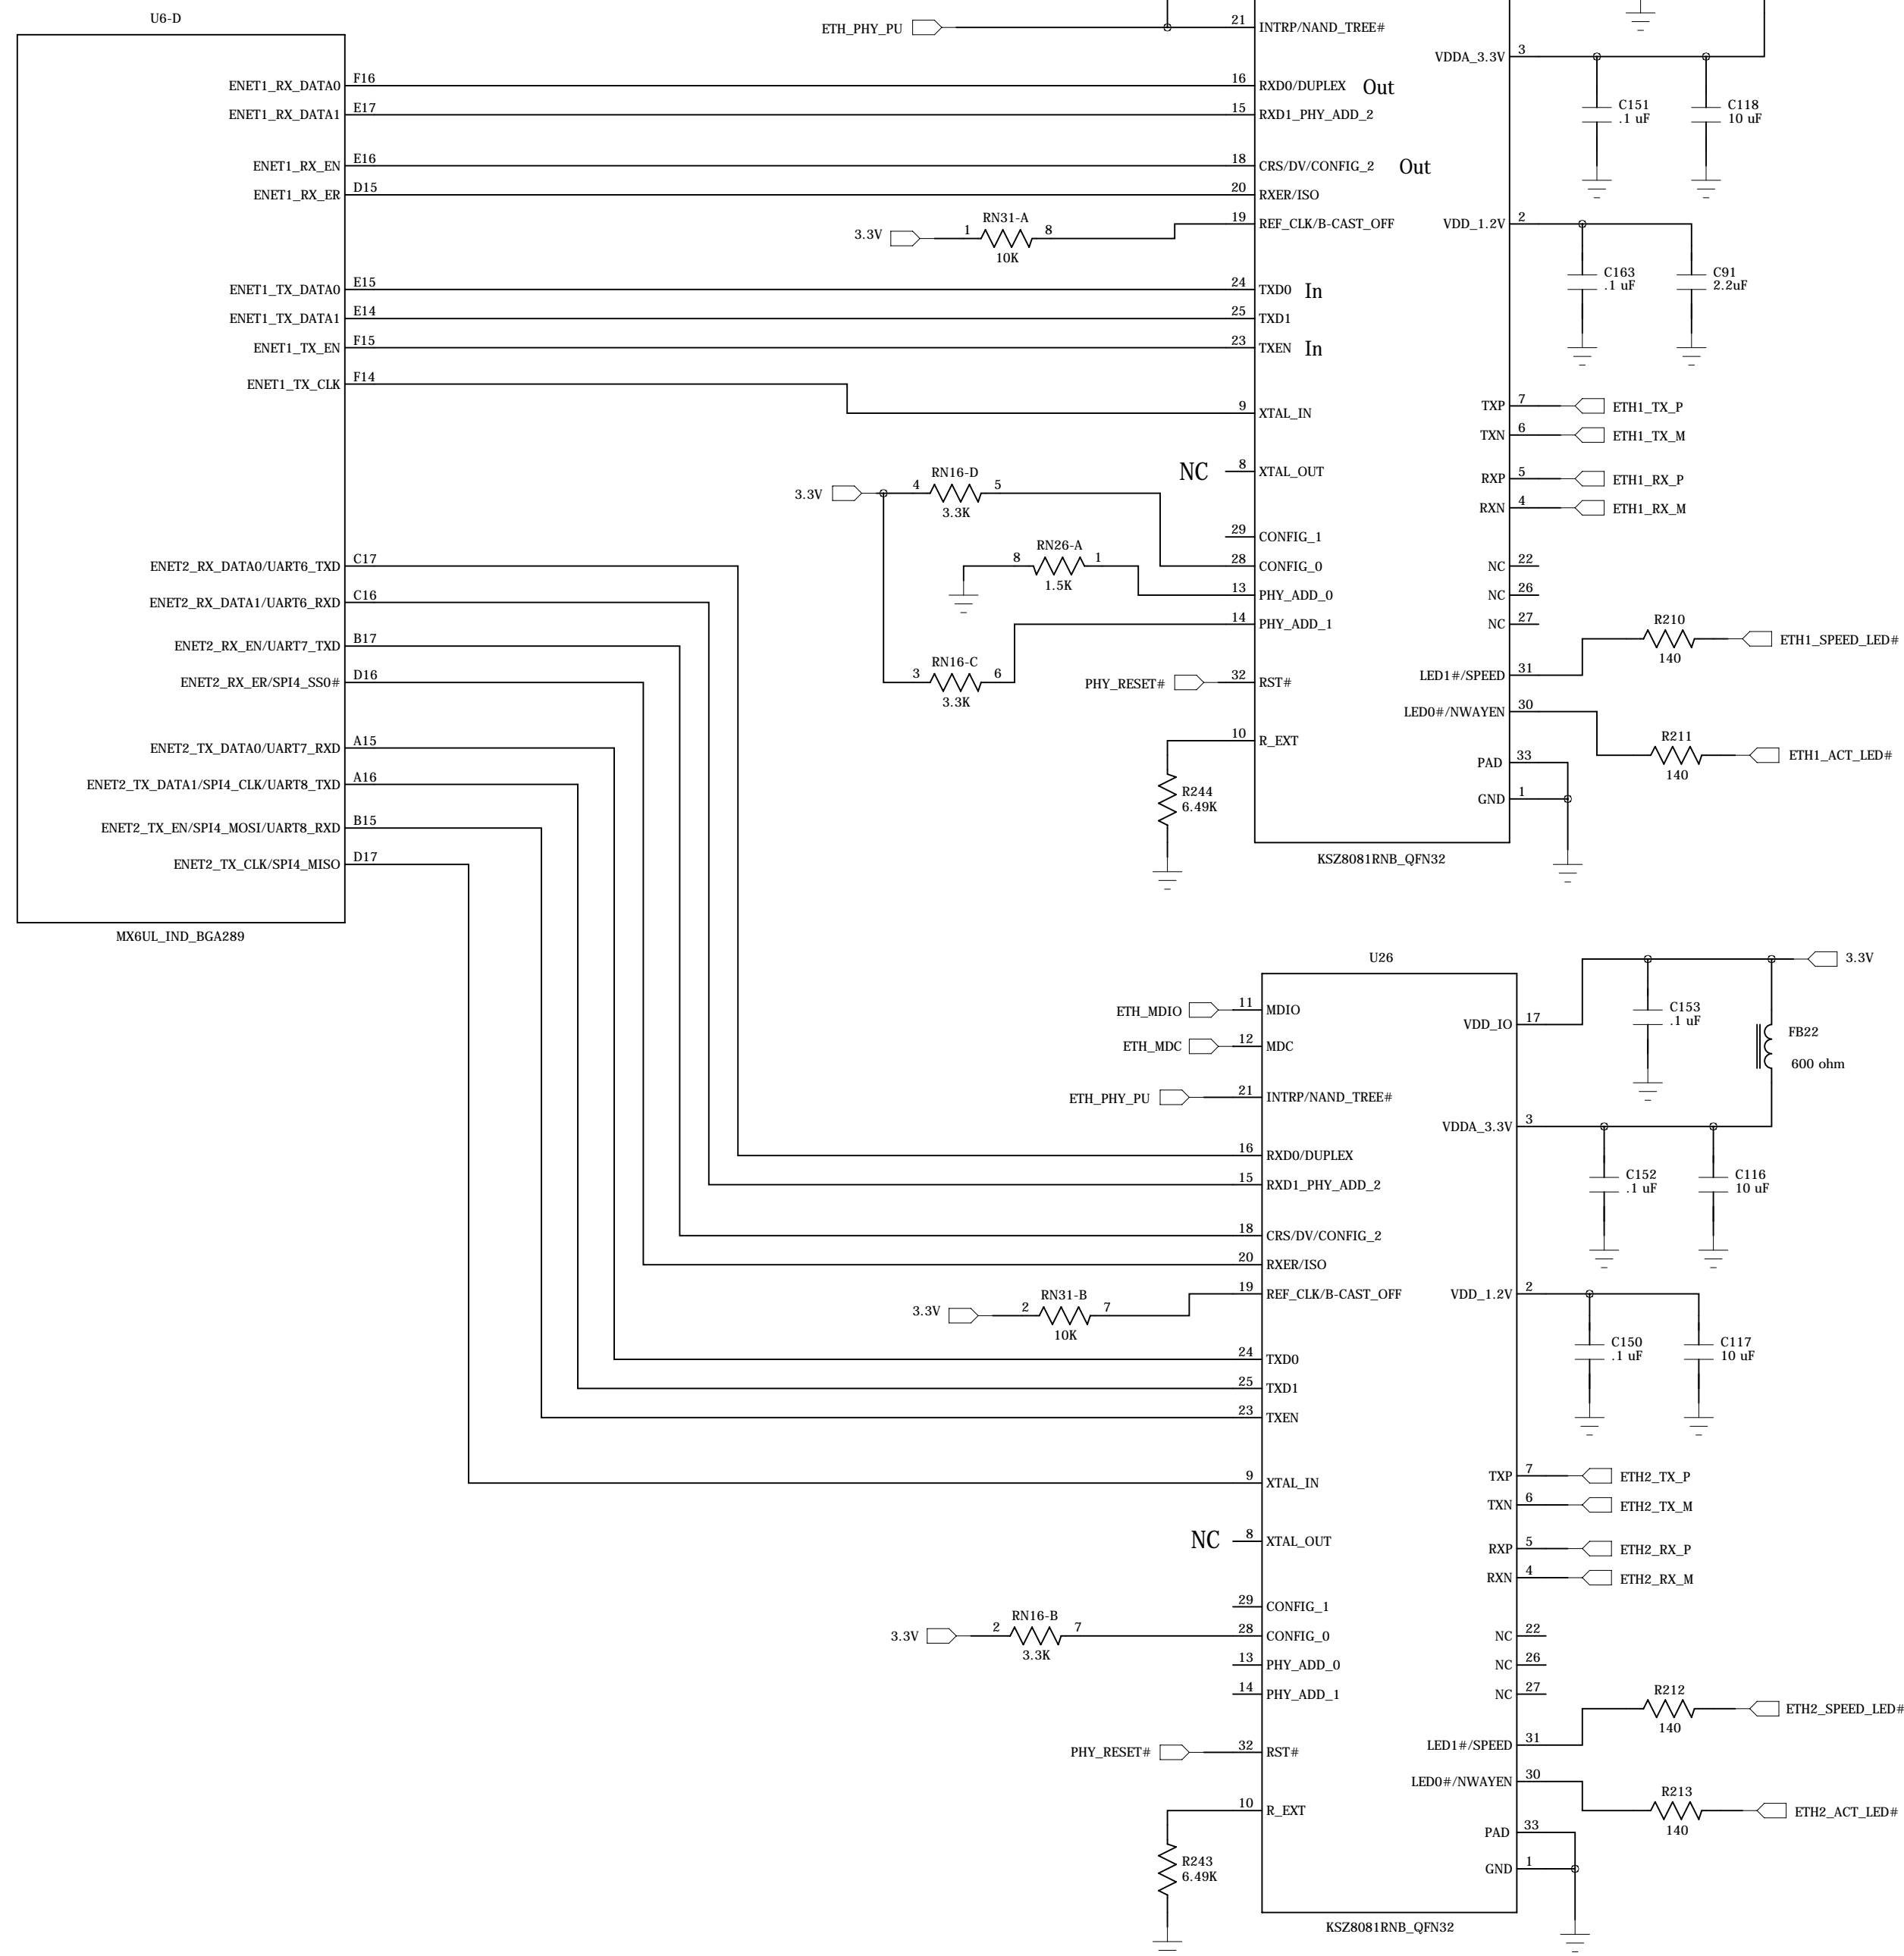 U6-D
ETH_PHY_PU
21 INTRP/NAND_TREE#
VDDA_3.3V 3
ENET1_RX_DATA0 F16
16 RXD0/DUPLEX Out
ENET1_RX_DATA1 E17
15 RXD1_PHY_ADD_2
C151
.1 uF
C118
10 uF
ENET1_RX_EN E16
18 CRS/DV/CONFIG_2 Out
ENET1_RX_ER D15
20 RXER/ISO
RN31-A
3.3V 1 8
10K
19 REF_CLK/B-CAST_OFF
VDD_1.2V 2
C163
.1 uF
C91
2.2uF
ENET1_TX_DATA0 E15
24 TXD0 In
ENET1_TX_DATA1 E14
25 TXD1
ENET1_TX_EN F15
23 TXEN In
ENET1_TX_CLK F14
9 XTAL_IN
TXP 7 ETH1_TX_P
TXN 6 ETH1_TX_M
NC 8 XTAL_OUT
RXP 5 ETH1_RX_P
RXN 4 ETH1_RX_M
RN16-D
3.3V 4 5
3.3K
29 CONFIG_1
RN26-A
8 1
1.5K
28 CONFIG_0
13 PHY_ADD_0
14 PHY_ADD_1
NC 22
NC 26
NC 27
ENET2_RX_DATA0/UART6_TXD C17
ENET2_RX_DATA1/UART6_RXD C16
ENET2_RX_EN/UART7_TXD B17
ENET2_RX_ER/SPI4_SS0# D16
RN16-C
3 6
3.3K
PHY_RESET# 32 RST#
R210
140
ETH1_SPEED_LED#
LED1#/SPEED 31
LED0#/NWAYEN 30
R211
140
ETH1_ACT_LED#
ENET2_TX_DATA0/UART7_RXD A15
ENET2_TX_DATA1/SPI4_CLK/UART8_TXD A16
ENET2_TX_EN/SPI4_MOSI/UART8_RXD B15
ENET2_TX_CLK/SPI4_MISO D17
10 R_EXT
R244
6.49K
PAD 33
GND 1
KSZ8081RNB_QFN32
MX6UL_IND_BGA289
U26
3.3V
ETH_MDIO 11 MDIO
ETH_MDC 12 MDC
VDD_IO 17
C153
.1 uF
FB22
600 ohm
ETH_PHY_PU 21 INTRP/NAND_TREE#
VDDA_3.3V 3
16 RXD0/DUPLEX
15 RXD1_PHY_ADD_2
C152
.1 uF
C116
10 uF
18 CRS/DV/CONFIG_2
20 RXER/ISO
RN31-B
3.3V 2 7
10K
19 REF_CLK/B-CAST_OFF
VDD_1.2V 2
C150
.1 uF
C117
10 uF
24 TXD0
25 TXD1
23 TXEN
9 XTAL_IN
TXP 7 ETH2_TX_P
TXN 6 ETH2_TX_M
NC 8 XTAL_OUT
RXP 5 ETH2_RX_P
RXN 4 ETH2_RX_M
29 CONFIG_1
RN16-B
3.3V 2 7
3.3K
28 CONFIG_0
13 PHY_ADD_0
14 PHY_ADD_1
NC 22
NC 26
NC 27
R212
140
ETH2_SPEED_LED#
PHY_RESET# 32 RST#
LED1#/SPEED 31
LED0#/NWAYEN 30
R213
140
ETH2_ACT_LED#
10 R_EXT
R243
6.49K
PAD 33
GND 1
KSZ8081RNB_QFN32